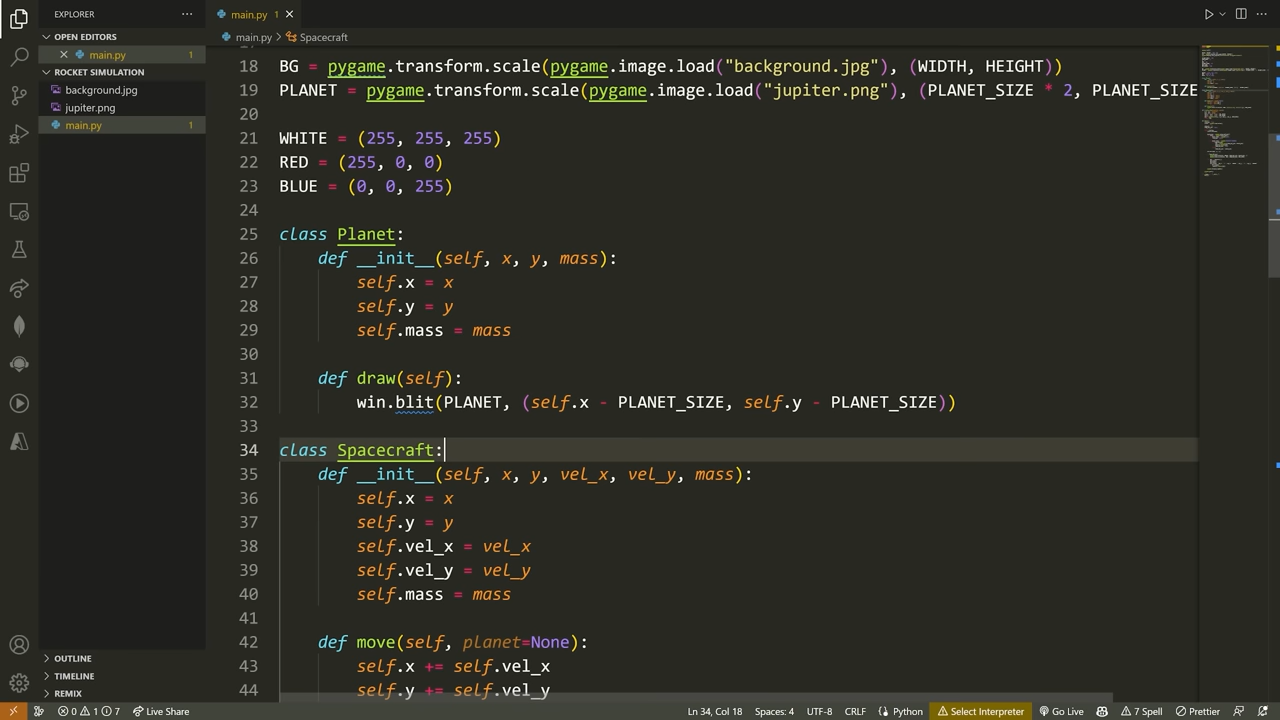 EXPLORER
···
main.py 1
OPEN EDITORS
main.py 1
ROCKET SIMULATION
background.jpg
jupiter.png
main.py 1
OUTLINE
TIMELINE
REMIX
main.py > Spacecraft
18 BG = pygame.transform.scale(pygame.image.load("background.jpg"), (WIDTH, HEIGHT))
19 PLANET = pygame.transform.scale(pygame.image.load("jupiter.png"), (PLANET_SIZE * 2, PLANET_SIZE
20
21 WHITE = (255, 255, 255)
22 RED = (255, 0, 0)
23 BLUE = (0, 0, 255)
24
25 class Planet:
26 def __init__(self, x, y, mass):
27 self.x = x
28 self.y = y
29 self.mass = mass
30
31 def draw(self):
32 win.blit(PLANET, (self.x - PLANET_SIZE, self.y - PLANET_SIZE))
33
34 class Spacecraft:
35 def __init__(self, x, y, vel_x, vel_y, mass):
36 self.x = x
37 self.y = y
38 self.vel_x = vel_x
39 self.vel_y = vel_y
40 self.mass = mass
41
42 def move(self, planet=None):
43 self.x += self.vel_x
44 self.y += self.vel_y
0 1 7 Live Share Ln 34, Col 18 Spaces: 4 UTF-8 CRLF Python Select Interpreter Go Live 7 Spell Prettier